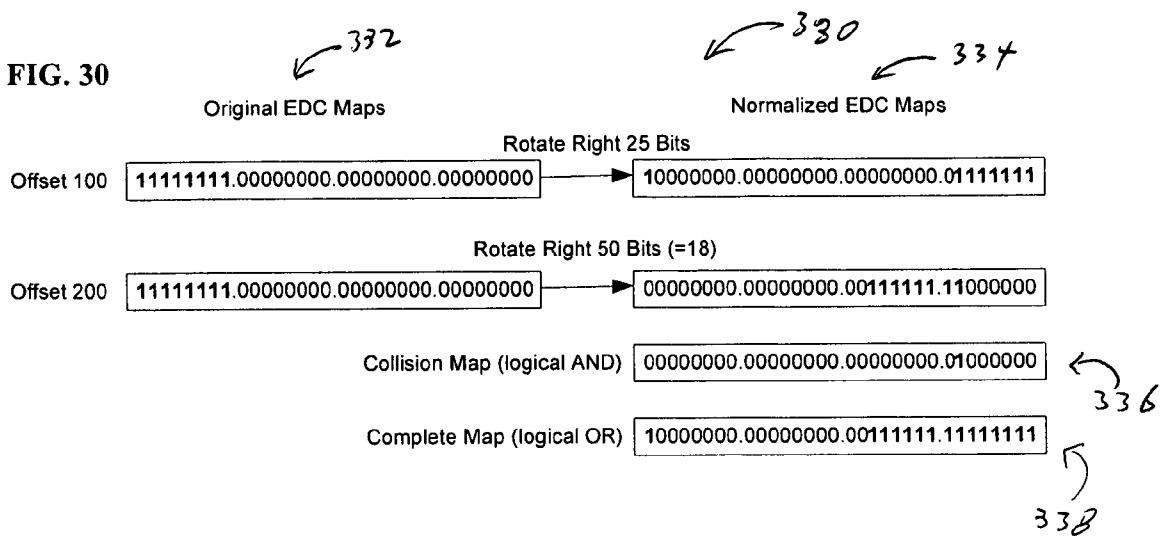 332
330
334
FIG. 30
Original EDC Maps
Normalized EDC Maps
Rotate Right 25 Bits
Offset 100
11111111.00000000.00000000.00000000
10000000.00000000.00000000.01111111
Rotate Right 50 Bits (=18)
Offset 200
11111111.00000000.00000000.00000000
00000000.00000000.00111111.11000000
Collision Map (logical AND)
00000000.00000000.00000000.01000000
336
Complete Map (logical OR)
10000000.00000000.00111111.11111111
338